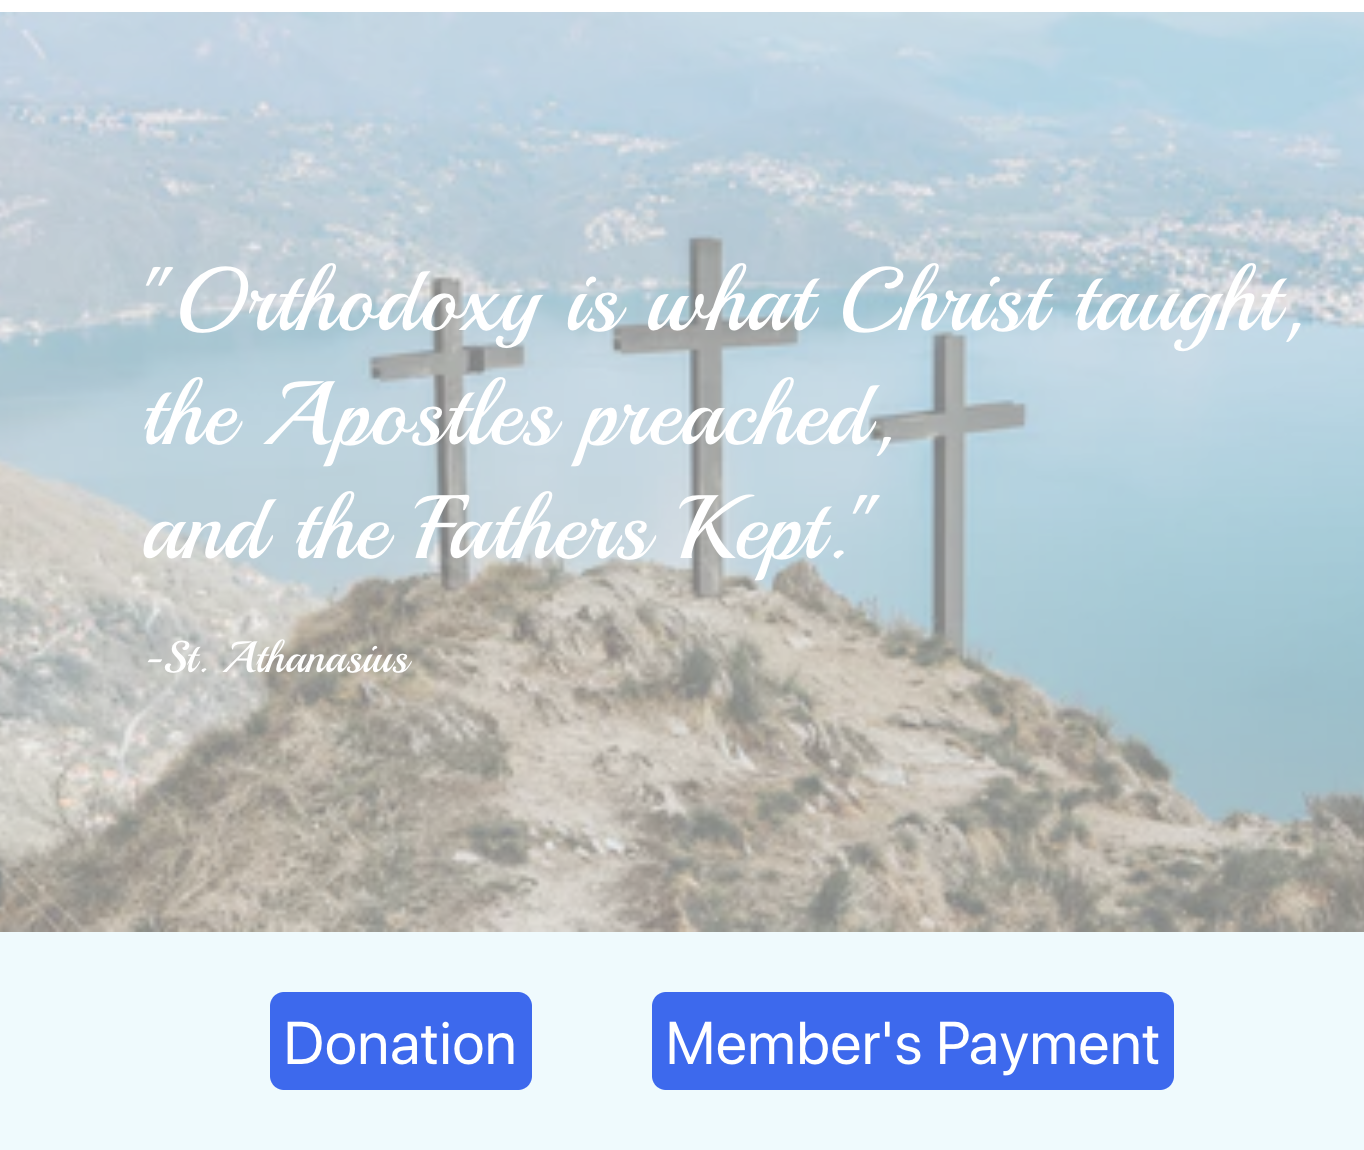 "Orthodoxy is what Christ taught,
the Apostles preached,
and the Fathers Kept."
-St. Athanasius
Donation
Member's Payment